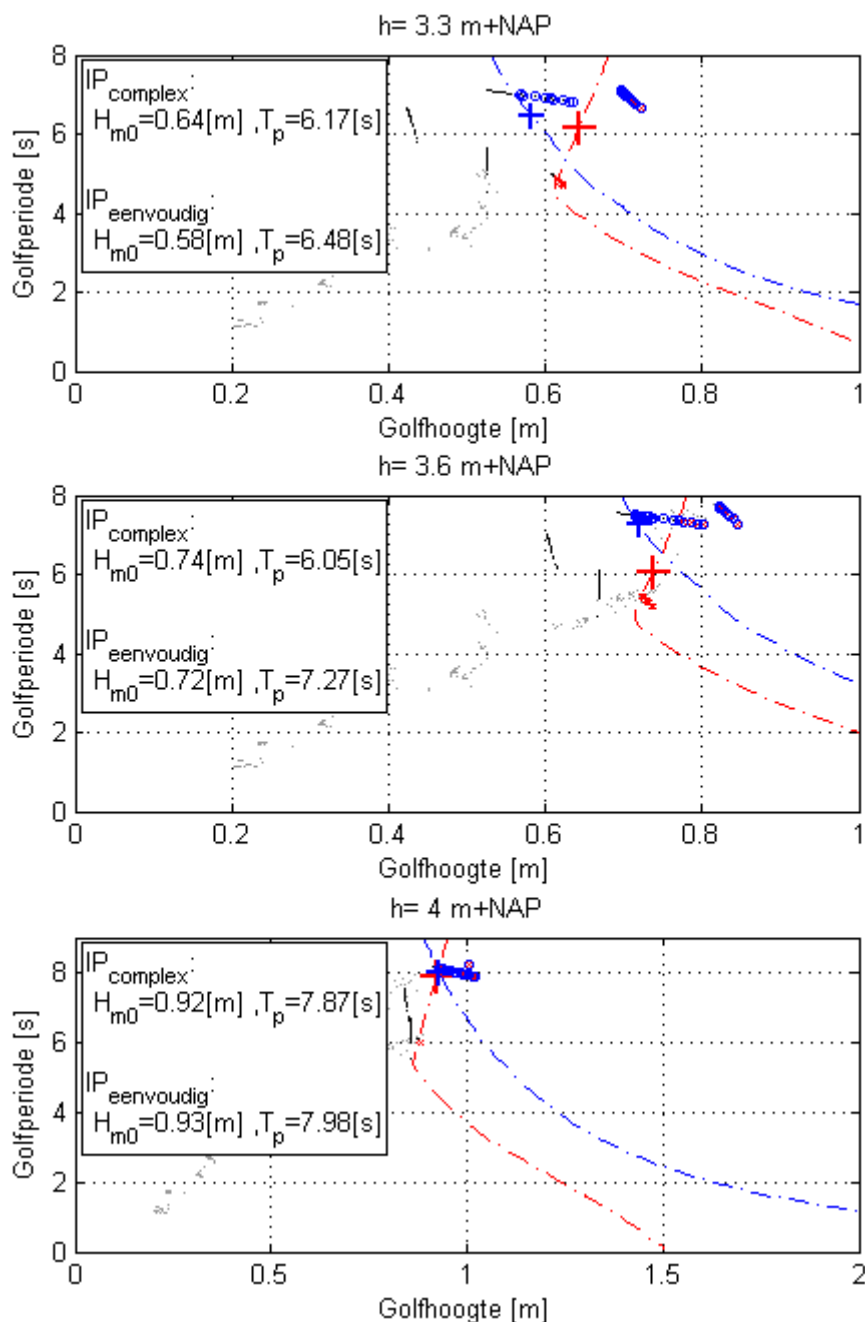 h= 3.3 m+NAP
8
6
4
2
0
Golfperiode [s]
IPcomplex:
Hm0=0.64[m] ,Tp=6.17[s]
IPeenvoudig:
Hm0=0.58[m] ,Tp=6.48[s]
0 0.2 0.4 0.6 0.8 1
Golfhoogte [m]
h= 3.6 m+NAP
8
6
4
2
0
Golfperiode [s]
IPcomplex:
Hm0=0.74[m] ,Tp=6.05[s]
IPeenvoudig:
Hm0=0.72[m] ,Tp=7.27[s]
0 0.2 0.4 0.6 0.8 1
Golfhoogte [m]
h= 4 m+NAP
8
6
4
2
0
Golfperiode [s]
IPcomplex:
Hm0=0.92[m] ,Tp=7.87[s]
IPeenvoudig:
Hm0=0.93[m] ,Tp=7.98[s]
0 0.5 1 1.5 2
Golfhoogte [m]